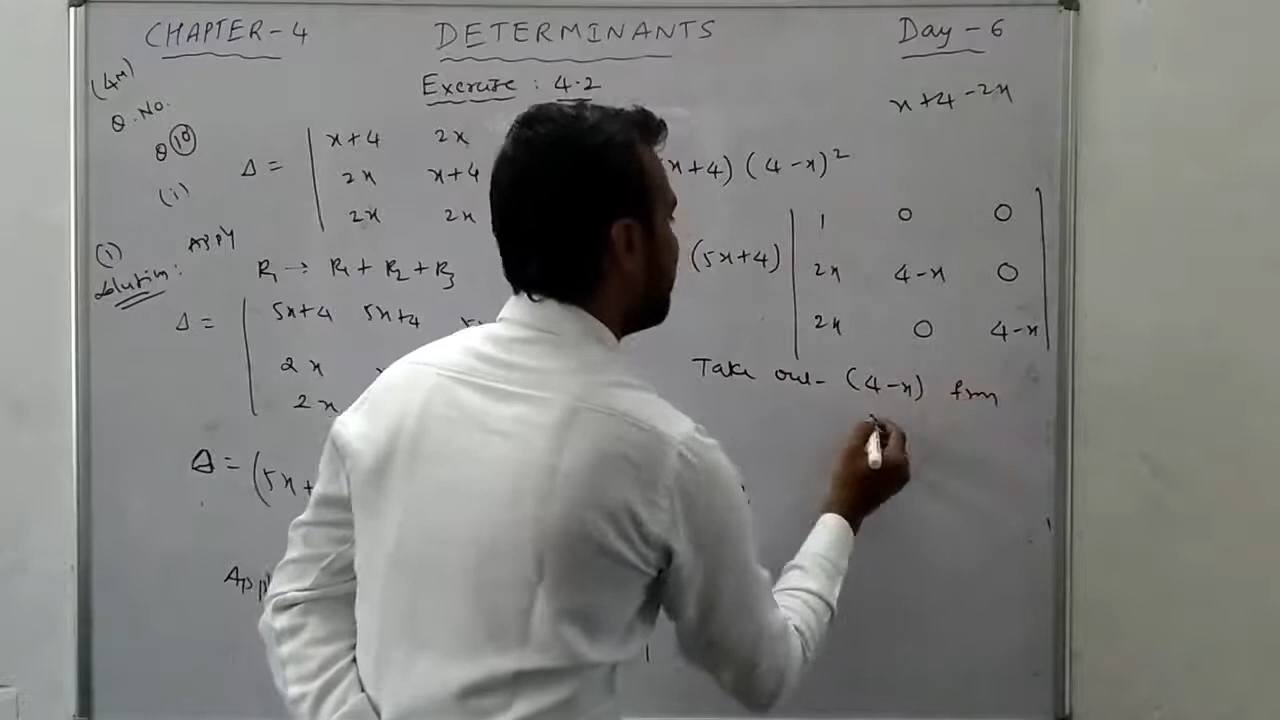 CHAPTER-4 DETERMINANTS Day-6
Exercise : 4.2
(4M)
Q.No.
Q 10
(i)
x+4-2x
Δ = | x+4 2x
2x x+4
2x 2x
x+4) (4-x)²
(i)
Solution: Apply
R₁ → R₁ + R₂ + R₃
Δ = | 5x+4 5x+4 5
2x
2x
Δ = (5x+
App
(5x+4) | 1 0 0 |
2x 4-x 0
2x 0 4-x
Take out (4-x) from